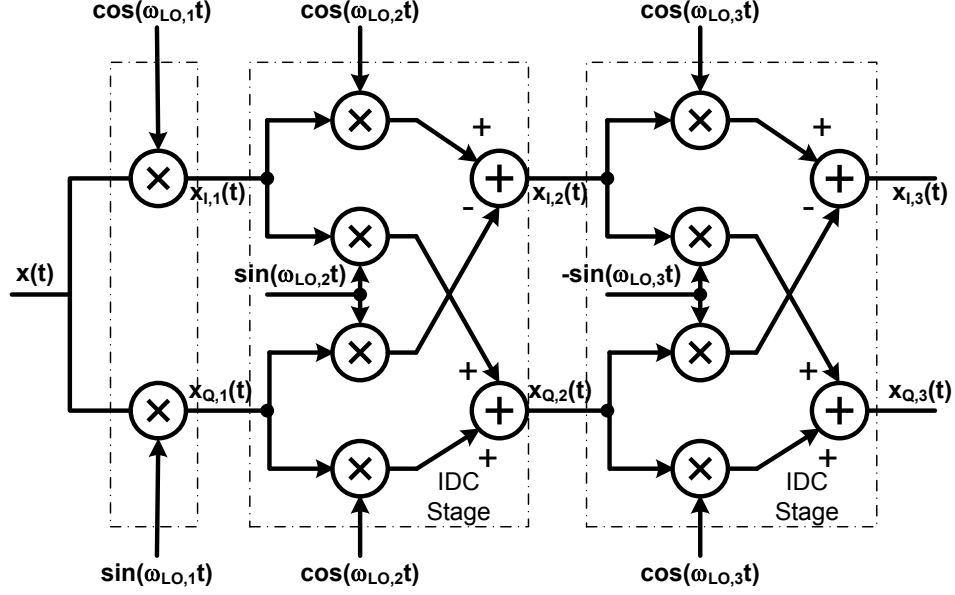 cos(ωLO,1t) cos(ωLO,2t) cos(ωLO,3t)
+ +
xI,1(t) - xI,2(t) - xI,3(t)
x(t) sin(ωLO,2t) -sin(ωLO,3t)
+ +
xQ,1(t) xQ,2(t) xQ,3(t)
+ +
IDC
Stage
IDC
Stage
sin(ωLO,1t) cos(ωLO,2t) cos(ωLO,3t)